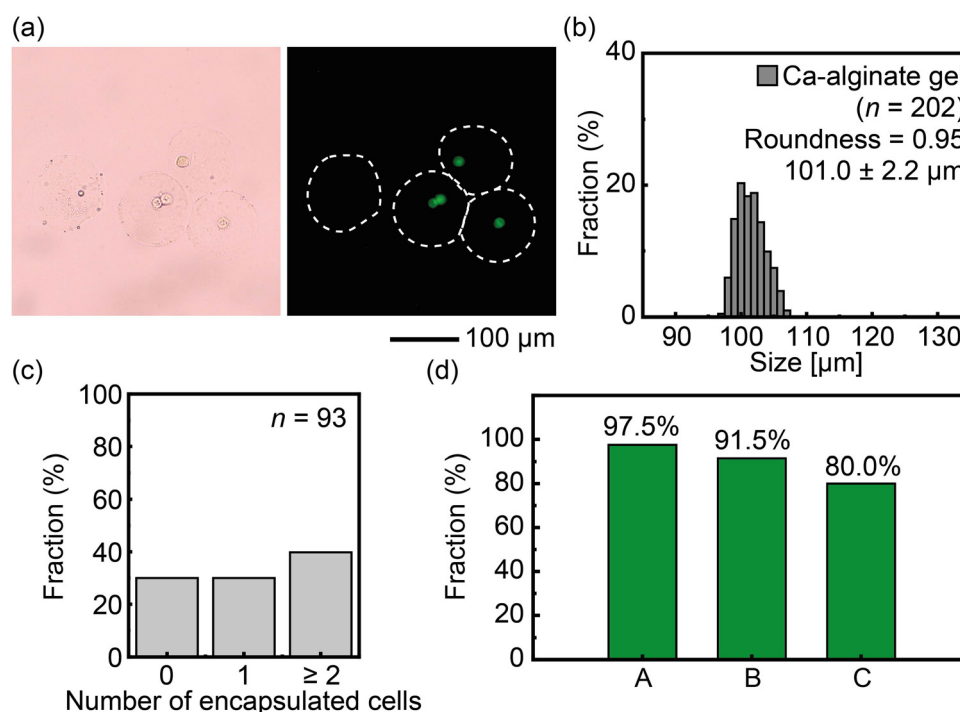 (a)
100 µm
(b)
40
20
0
Fraction (%)
Ca-alginate ge
(n = 202)
Roundness = 0.95
101.0 ± 2.2 µm
90 100 110 120 130
Size [µm]
(c)
100
80
60
40
20
0
Fraction (%)
n = 93
0 1 ≥ 2
Number of encapsulated cells
(d)
100
80
60
40
20
0
Fraction (%)
97.5%
91.5%
80.0%
A B C